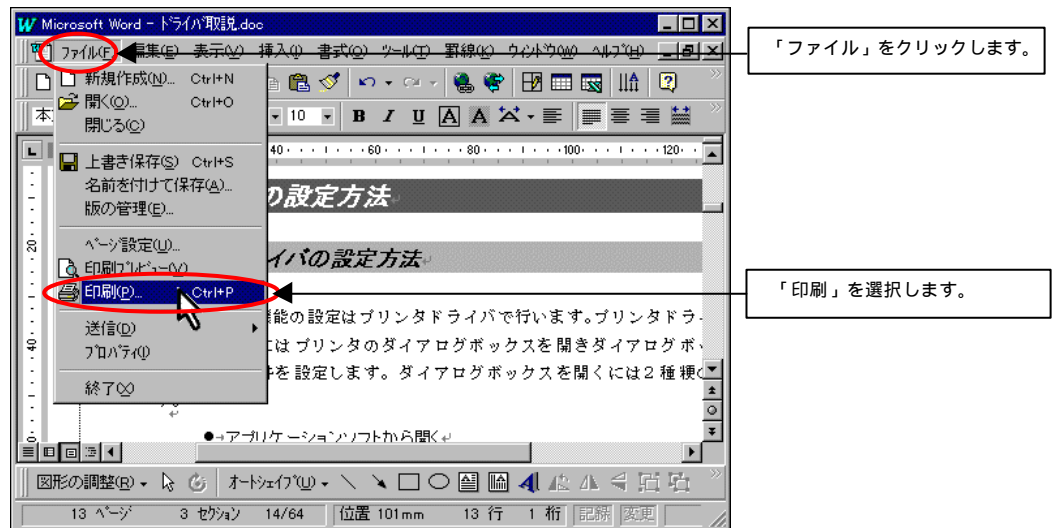 Microsoft Word - ﾄﾞﾗｲﾊﾞ取説.doc
ﾌｧｲﾙ(F) 編集(E) 表示(V) 挿入(I) 書式(O) ﾂｰﾙ(T) 罫線(K) ｳｨﾝﾄﾞｳ(W) ﾍﾙﾌﾟ(H)
「ファイル」をクリックします。
新規作成(N)... Ctrl+N
開く(O)... Ctrl+O
閉じる(C)
上書き保存(S) Ctrl+S
名前を付けて保存(A)...
版の管理(E)...
ﾍﾟｰｼﾞ設定(U)...
印刷ﾌﾟﾚﾋﾞｭｰ(V)
印刷(P)... Ctrl+P
送信(D)
ﾌﾟﾛﾊﾟﾃｨ(I)
終了(X)
本
10 B I U A A
40 60 80 100 120
の設定方法
イバの設定方法
「印刷」を選択します。
能の設定はプリンタドライバで行います。プリンタドラ
はプリンタのダイアログボックスを開きダイアログボ
を設定します。ダイアログボックスを開くには2種類
●→アプリケーションソフトから開く
図形の調整(R) ｵｰﾄｼｪｲﾌﾟ(U)
13 ﾍﾟｰｼﾞ 3 ｾｸｼｮﾝ 14/64 位置 101mm 13 行 1 桁 記録 変更